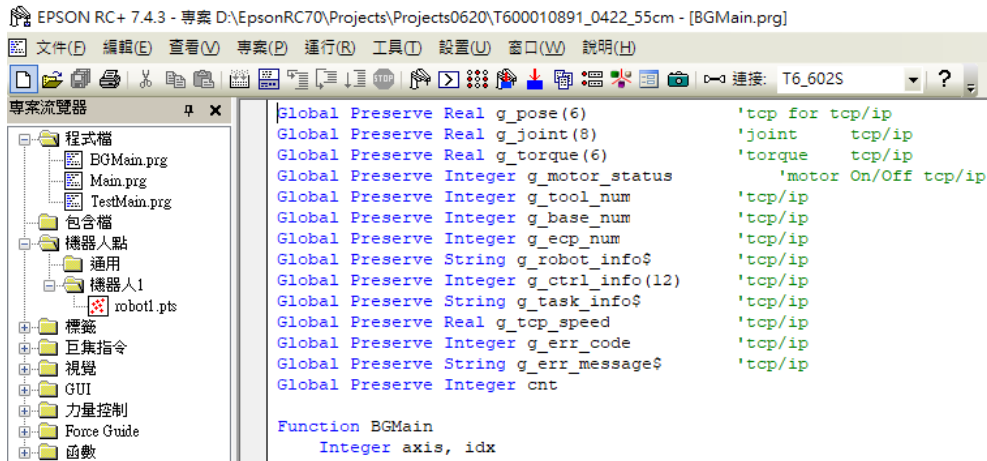 EPSON RC+ 7.4.3 - 專案 D:\EpsonRC70\Projects\Projects0620\T600010891_0422_55cm - [BGMain.prg]
文件(F) 編輯(E) 查看(V) 專案(P) 運行(R) 工具(T) 設置(U) 窗口(W) 說明(H)
連接: T6_602S
專案流覽器
程式檔
BGMain.prg
Main.prg
TestMain.prg
包含檔
機器人點
通用
機器人1
robot1.pts
標籤
巨集指令
視覺
GUI
力量控制
Force Guide
函數
Global Preserve Real g_pose(6) 'tcp for tcp/ip
Global Preserve Real g_joint(8) 'joint tcp/ip
Global Preserve Real g_torque(6) 'torque tcp/ip
Global Preserve Integer g_motor_status 'motor On/Off tcp/ip
Global Preserve Integer g_tool_num 'tcp/ip
Global Preserve Integer g_base_num 'tcp/ip
Global Preserve Integer g_ecp_num 'tcp/ip
Global Preserve String g_robot_info$ 'tcp/ip
Global Preserve Integer g_ctrl_info(12) 'tcp/ip
Global Preserve String g_task_info$ 'tcp/ip
Global Preserve Real g_tcp_speed 'tcp/ip
Global Preserve Integer g_err_code 'tcp/ip
Global Preserve String g_err_message$ 'tcp/ip
Global Preserve Integer cnt
Function BGMain
Integer axis, idx